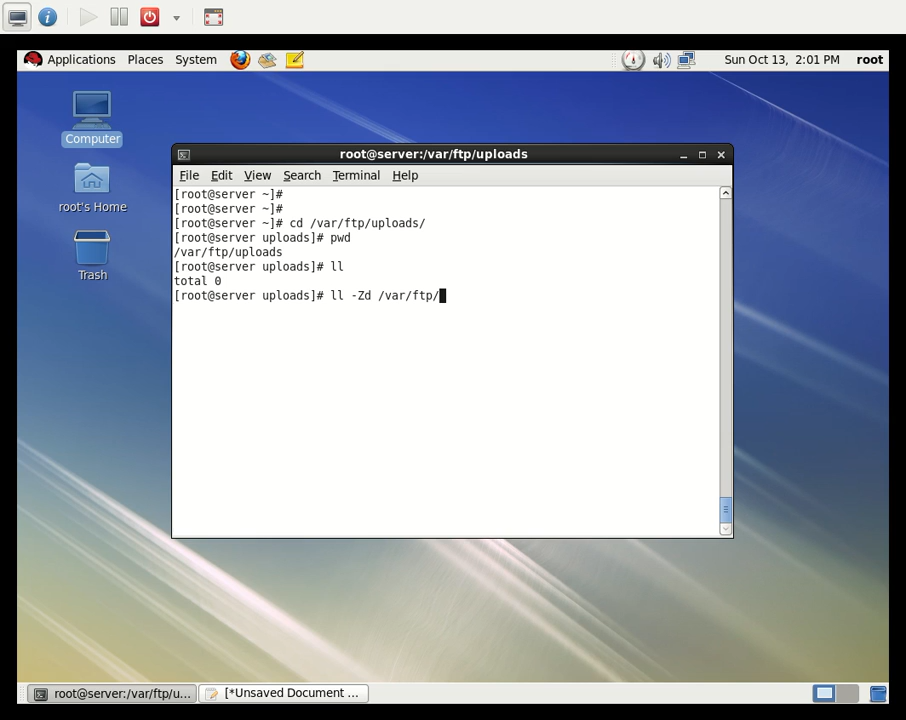 Applications Places System
Sun Oct 13, 2:01 PM root
Computer
root's Home
Trash
root@server:/var/ftp/uploads
File Edit View Search Terminal Help
[root@server ~]#
[root@server ~]#
[root@server ~]# cd /var/ftp/uploads/
[root@server uploads]# pwd
/var/ftp/uploads
[root@server uploads]# ll
total 0
[root@server uploads]# ll -Zd /var/ftp/
root@server:/var/ftp/u...
[*Unsaved Document ...